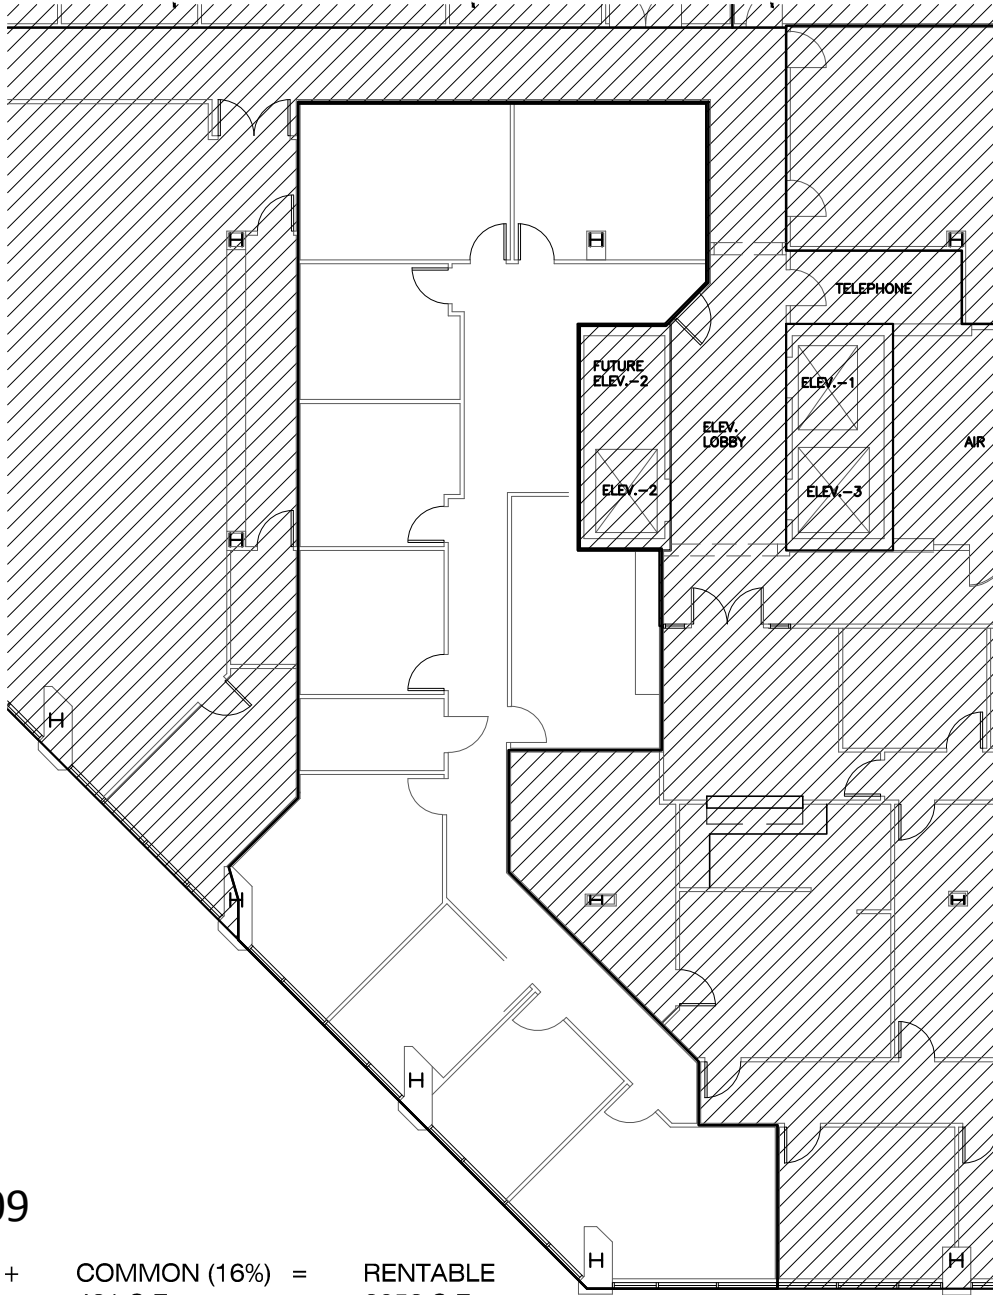 TELEPHONE
FUTURE
ELEV.-2
ELEV.-1
ELEV.
LOBBY
AIR
ELEV.-2
ELEV.-3
09
+ COMMON (16%) = RENTABLE